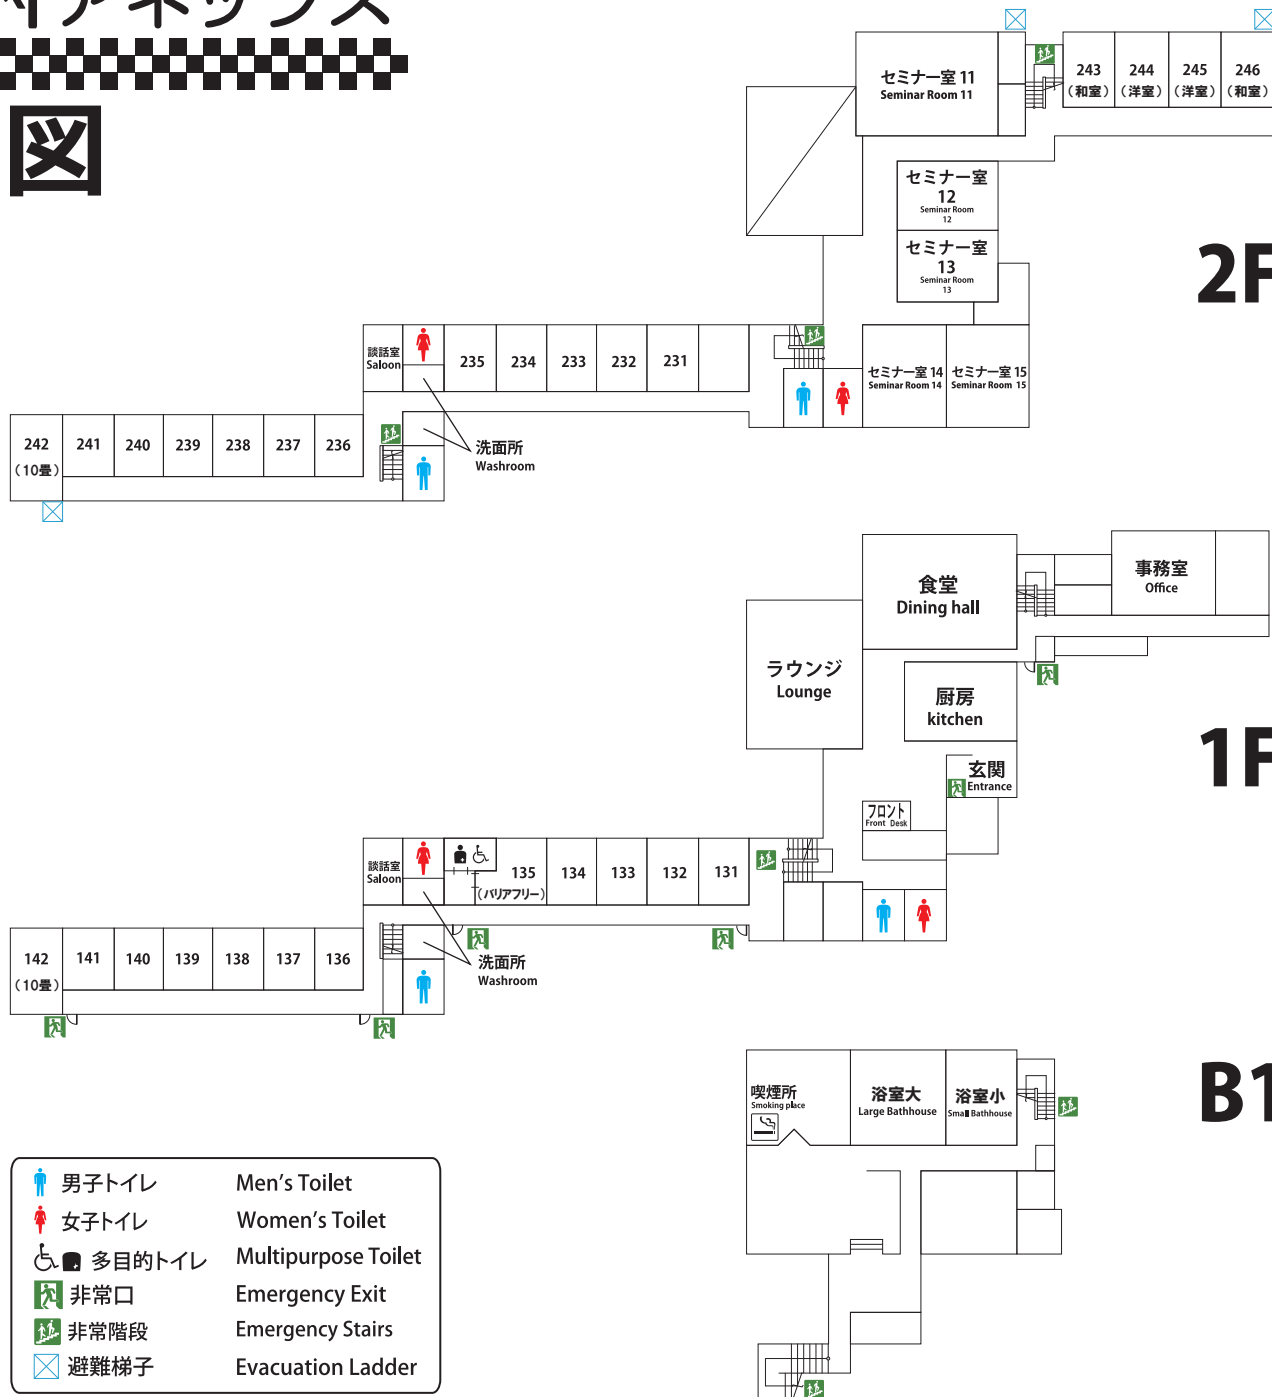 図
セミナー室 11
Seminar Room 11
243
（和室）
244
（洋室）
245
（洋室）
246
（和室）
セミナー室
12
Seminar Room
12
セミナー室
13
Seminar Room
13
2F
談話室
Saloon
235
234
233
232
231
セミナー室 14
Seminar Room 14
セミナー室 15
Seminar Room 15
242
（10畳）
241
240
239
238
237
236
洗面所
Washroom
食堂
Dining hall
事務室
Office
ラウンジ
Lounge
厨房
kitchen
1F
玄関
Entrance
フロント
Front Desk
談話室
Saloon
135
（バリアフリー）
134
133
132
131
142
（10畳）
141
140
139
138
137
136
洗面所
Washroom
喫煙所
Smoking place
浴室大
Large Bathhouse
浴室小
Small Bathhouse
B1
男子トイレ Men's Toilet
女子トイレ Women's Toilet
多目的トイレ Multipurpose Toilet
非常口 Emergency Exit
非常階段 Emergency Stairs
避難梯子 Evacuation Ladder